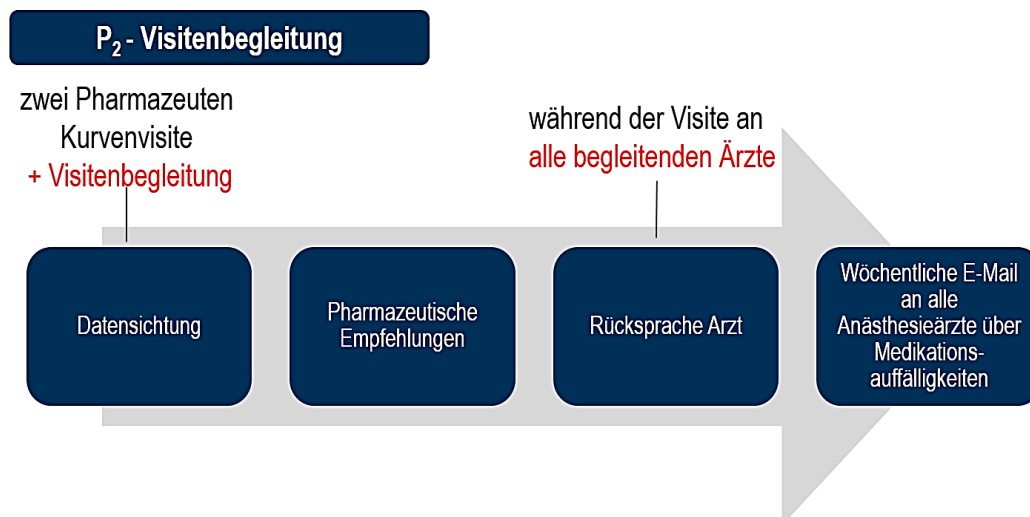 P₂ - Visitenbegleitung
zwei Pharmazeuten
Kurvenvisite
+ Visitenbegleitung
während der Visite an
alle begleitenden Ärzte
Datensichtung
Pharmazeutische
Empfehlungen
Rücksprache Arzt
Wöchentliche E-Mail
an alle
Anästhesieärzte über
Medikations-
auffälligkeiten